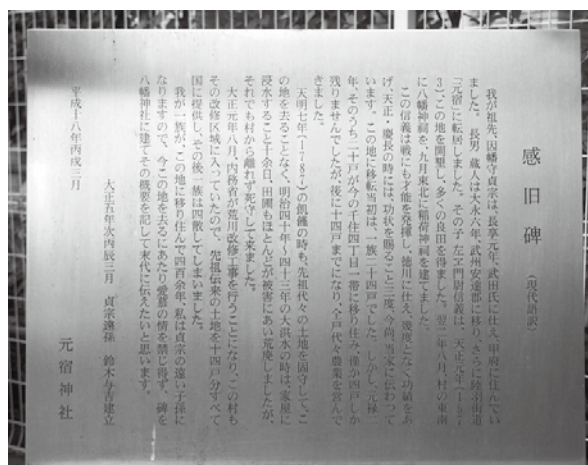 感旧碑 (現代語訳)
我が祖先、因幡守貞宗は、長享元年、武田氏に仕え、甲府に住んでい
ました。長男、蔵人は大永六年、武州安達郡に移り、さらに陸羽街道
「元宿」に転居しました。その子、左ヱ門尉信義は、天正元年(157
3)、この地を開墾し、多くの良田を得ました。翌二年八月、村の東南
に八幡神祠を、九月東北に稲荷神祠を建てました。
この信義は戦にも才能を発揮し、徳川に仕え、幾度となく功績をあ
げ、天正・慶長の時には、功状を賜ること三度、今尚、当家に伝わって
います。この地に移転当初は、一族二十四戸でした。しかし、元禄二
年、そのうち二十戸が今の千住四丁目一帯に移り住み、僅か四戸しか
残りませんでしたが、後に十四戸までになり、全戸代々農業を営んで
きました。
天明七年(1787)の飢饉の時も、先祖代々の土地を固守して、こ
の地を去ることなく、明治四十年~四十三年の大洪水の時は、家屋に
浸水すること十余日、田圃もほとんどが被害にあい荒廃しましたが、
それでも村から離れず死守して来ました。
大正元年八月、内務省が荒川改修工事を行うことになり、この村も
その改修区域に入っていたので、先祖伝来の土地を十四戸分すべて
国に提供し、その後、一族は四散してしまいました。
我が一族が、この地に移り住んで四百余年、私は貞宗の遠い子孫に
なりますので、今この地を去るにあたり愛慕の情を禁じ得ず、碑を
八幡神社に建てその概要を記して末代に伝えたいと思います。
大正五年次丙辰三月 貞宗遠孫 鈴木与吉建立
平成十八年丙戌三月
元宿神社